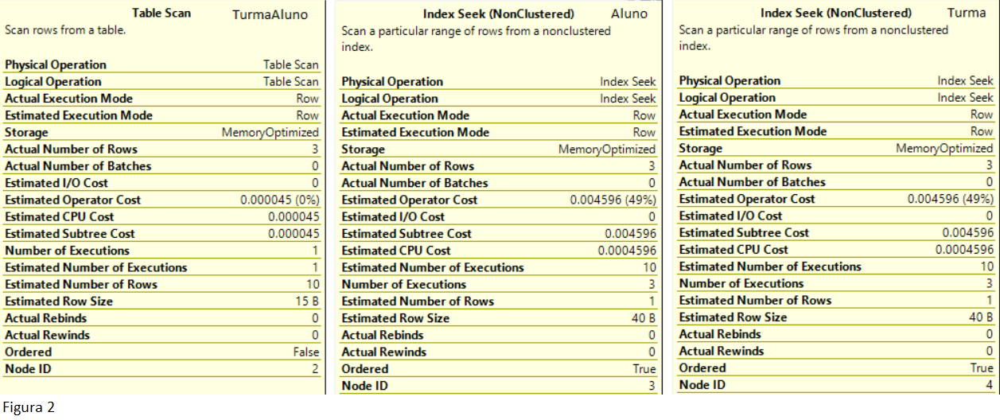 Table Scan TurmaAluno
Scan rows from a table.
Physical Operation Table Scan
Logical Operation Table Scan
Actual Execution Mode Row
Estimated Execution Mode Row
Storage MemoryOptimized
Actual Number of Rows 3
Actual Number of Batches 0
Estimated I/O Cost 0
Estimated Operator Cost 0.000045 (0%)
Estimated CPU Cost 0.000045
Estimated Subtree Cost 0.000045
Number of Executions 1
Estimated Number of Executions 1
Estimated Number of Rows 10
Estimated Row Size 15 B
Actual Rebinds 0
Actual Rewinds 0
Ordered False
Node ID 2
Index Seek (NonClustered) Aluno
Scan a particular range of rows from a nonclustered
index.
Physical Operation Index Seek
Logical Operation Index Seek
Actual Execution Mode Row
Estimated Execution Mode Row
Storage MemoryOptimized
Actual Number of Rows 3
Actual Number of Batches 0
Estimated Operator Cost 0.004596 (49%)
Estimated I/O Cost 0
Estimated Subtree Cost 0.004596
Estimated CPU Cost 0.0004596
Estimated Number of Executions 10
Number of Executions 3
Estimated Number of Rows 1
Estimated Row Size 40 B
Actual Rebinds 0
Actual Rewinds 0
Ordered True
Node ID 3
Index Seek (NonClustered) Turma
Scan a particular range of rows from a nonclustered
index.
Physical Operation Index Seek
Logical Operation Index Seek
Actual Execution Mode Row
Estimated Execution Mode Row
Storage MemoryOptimized
Actual Number of Rows 3
Actual Number of Batches 0
Estimated Operator Cost 0.004596 (49%)
Estimated I/O Cost 0
Estimated Subtree Cost 0.004596
Estimated CPU Cost 0.0004596
Estimated Number of Executions 10
Number of Executions 3
Estimated Number of Rows 1
Estimated Row Size 40 B
Actual Rebinds 0
Actual Rewinds 0
Ordered True
Node ID 4
Figura 2